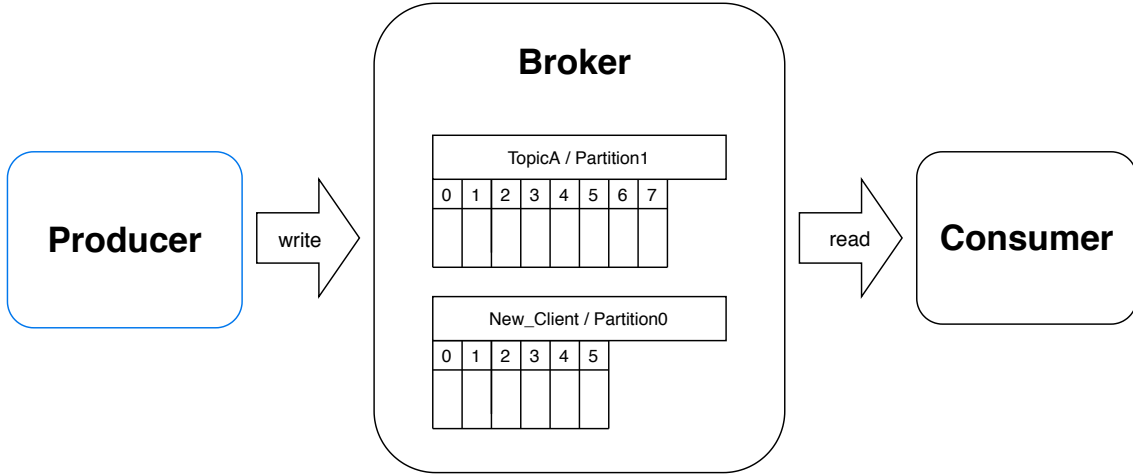 Broker
TopicA / Partition1
0 1 2 3 4 5 6 7
Producer
write
read
Consumer
New_Client / Partition0
0 1 2 3 4 5